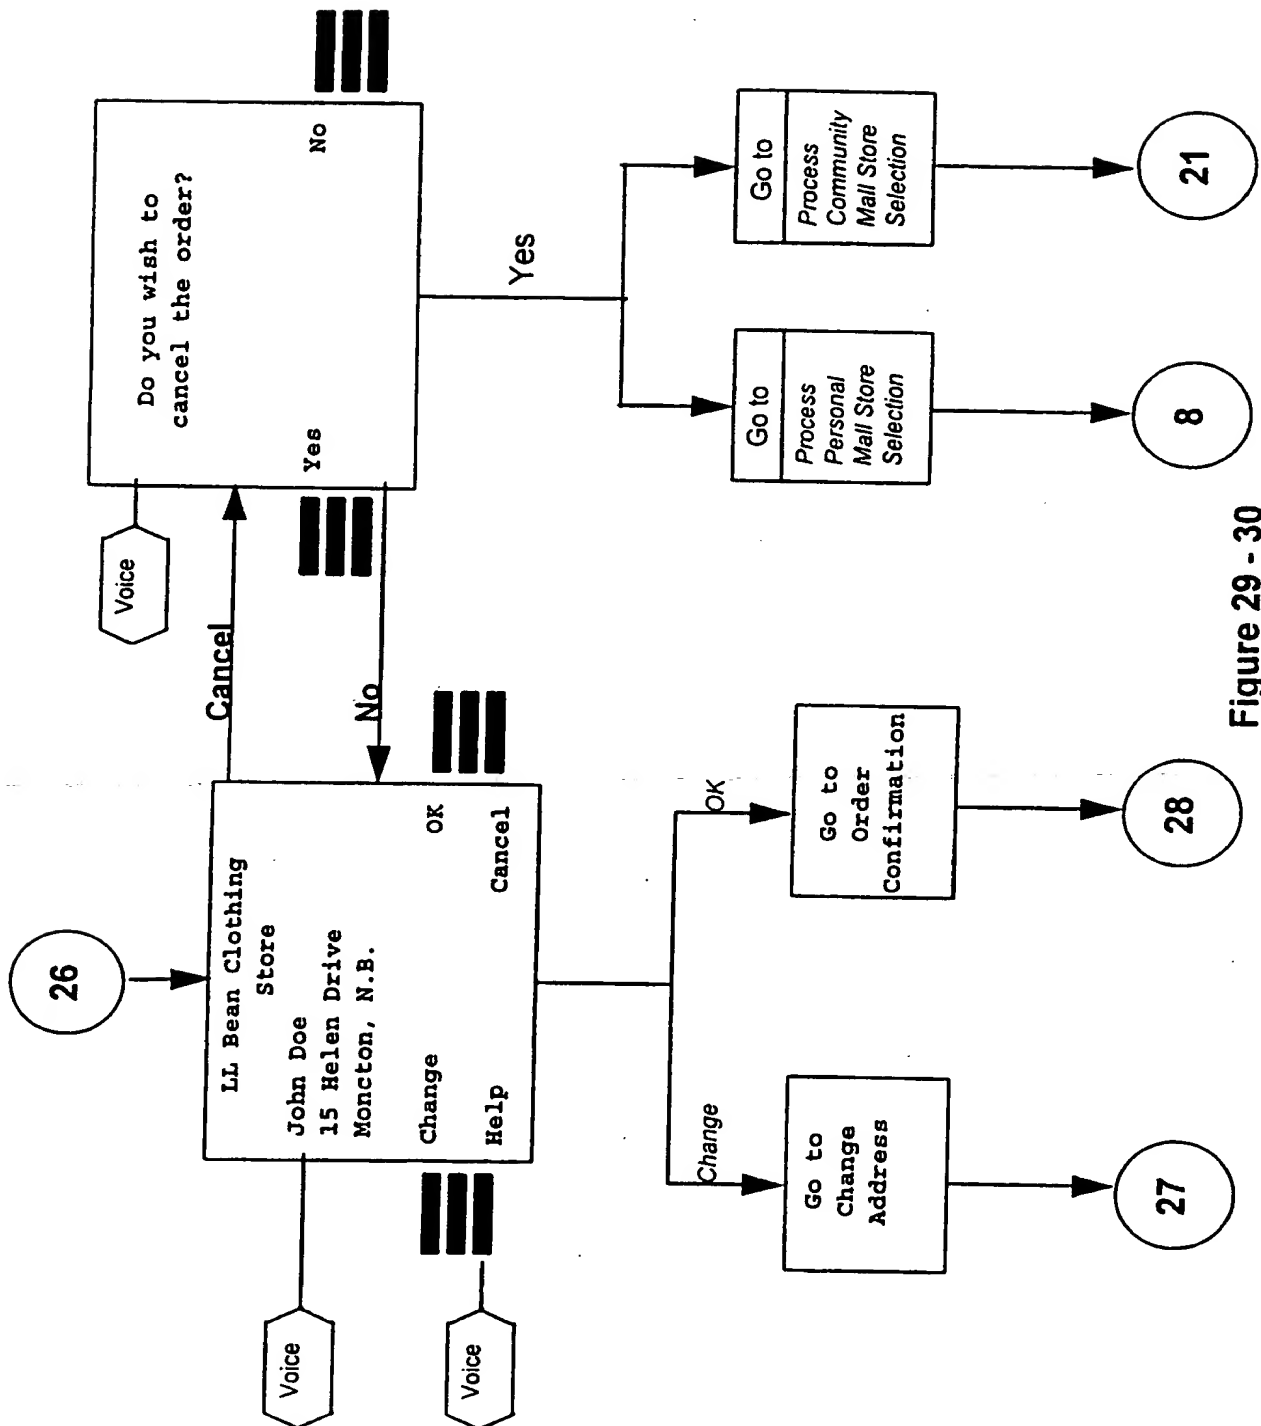 26
LL Bean Clothing
Store
John Doe
15 Helen Drive
Moncton, N.B.
Change
OK
Help
Cancel
Voice
Voice
Cancel
No
Voice
Do you wish to
cancel the order?
Yes
No
Change
OK
Go to
Change
Address
27
Go to
Order
Confirmation
28
Yes
Go to
Process
Personal
Mall Store
Selection
8
Go to
Process
Community
Mall Store
Selection
21
Figure 29 - 30